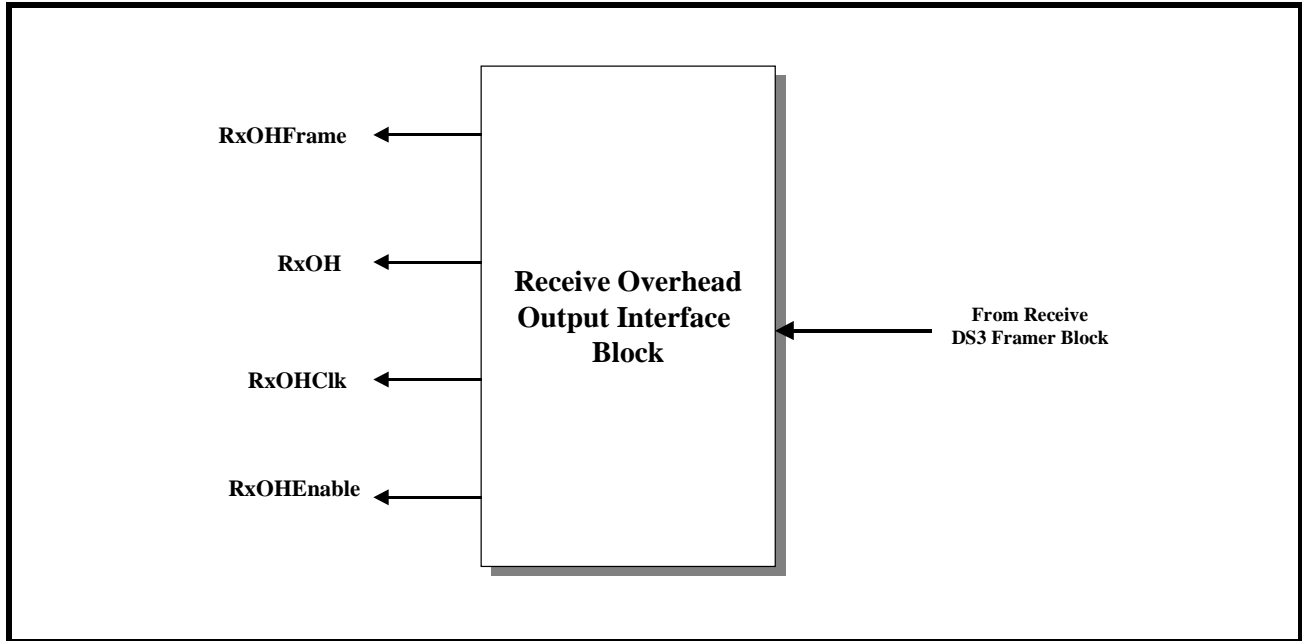 RxOHFrame
RxOH
RxOHClk
RxOHEnable
Receive Overhead
Output Interface
Block
From Receive
DS3 Framer Block